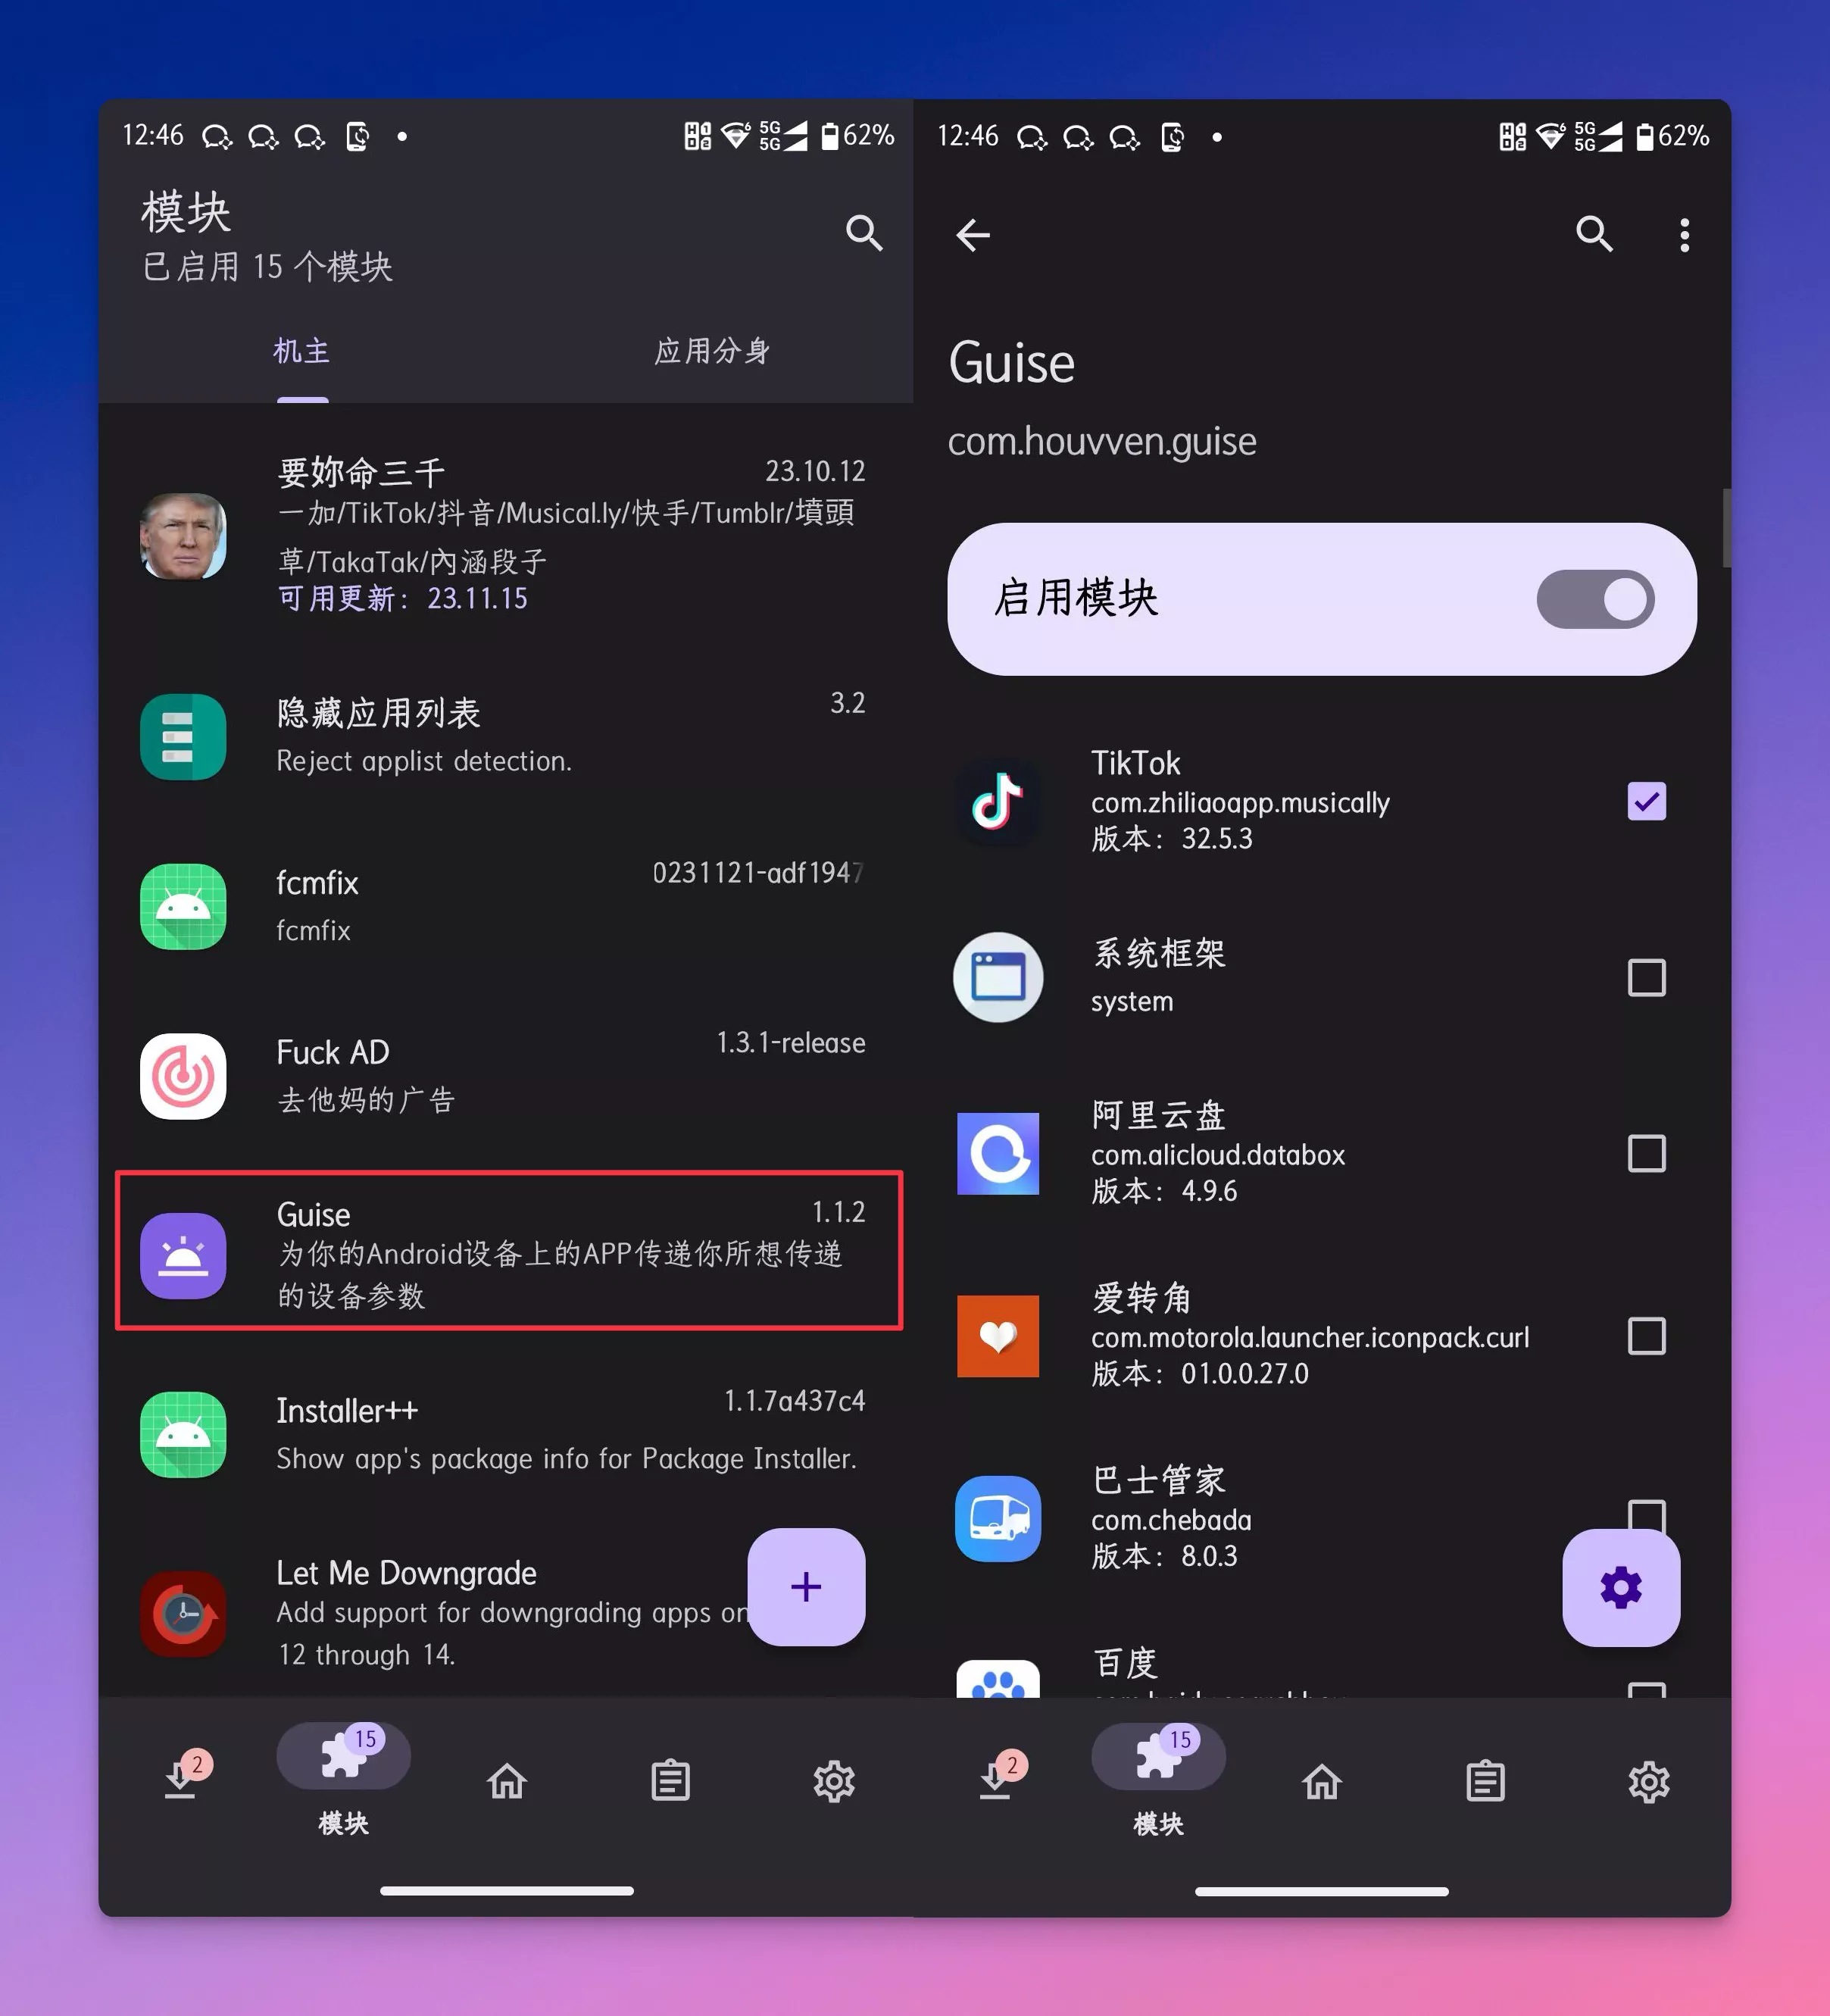 12:46
5G
5G
62%
模块
已启用 15 个模块
机主
应用分身
要妳命三千
23.10.12
一加/TikTok/抖音/Musical.ly/快手/Tumblr/墳頭
草/TakaTak/內涵段子
可用更新：23.11.15
隐藏应用列表
3.2
Reject applist detection.
fcmfix
0231121-adf1947
fcmfix
Fuck AD
1.3.1-release
去他妈的广告
Guise
1.1.2
为你的Android设备上的APP传递你所想传递
的设备参数
Installer++
1.1.7a437c4
Show app's package info for Package Installer.
Let Me Downgrade
Add support for downgrading apps on
12 through 14.
2
15
模块
12:46
5G
5G
62%
Guise
com.houvven.guise
启用模块
TikTok
com.zhiliaoapp.musically
版本：32.5.3
系统框架
system
阿里云盘
com.alicloud.databox
版本：4.9.6
爱转角
com.motorola.launcher.iconpack.curl
版本：01.0.0.27.0
巴士管家
com.chebada
版本：8.0.3
百度
2
15
模块